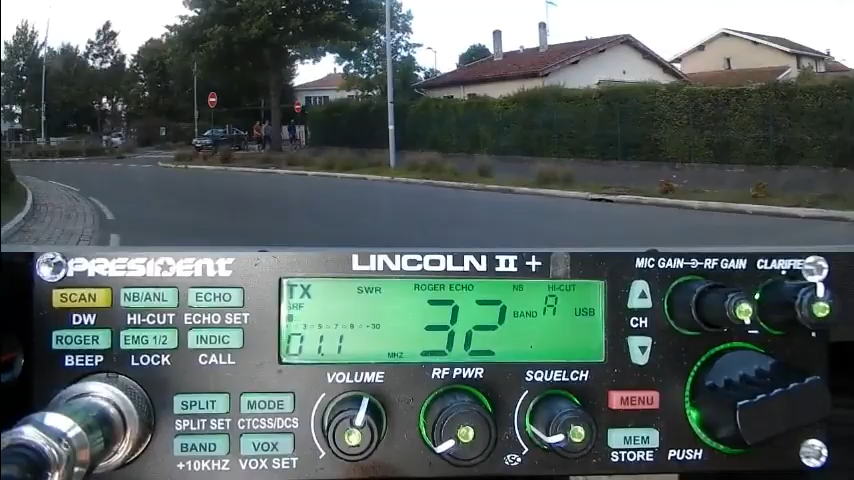 PRESIDENT LINCOLN II + MIC GAIN RF GAIN CLARIFIER
SCAN NB/ANL ECHO
DW HI-CUT ECHO SET
ROGER EMG 1/2 INDIC
BEEP LOCK CALL
SPLIT MODE
SPLIT SET CTCSS/DCS
BAND VOX
+10KHz VOX SET
TX SWR ROGER ECHO NB HI-CUT
32 BAND A USB
01.1 MHZ
CH
VOLUME RF PWR SQUELCH
ASC
MENU
MEM
STORE PUSH